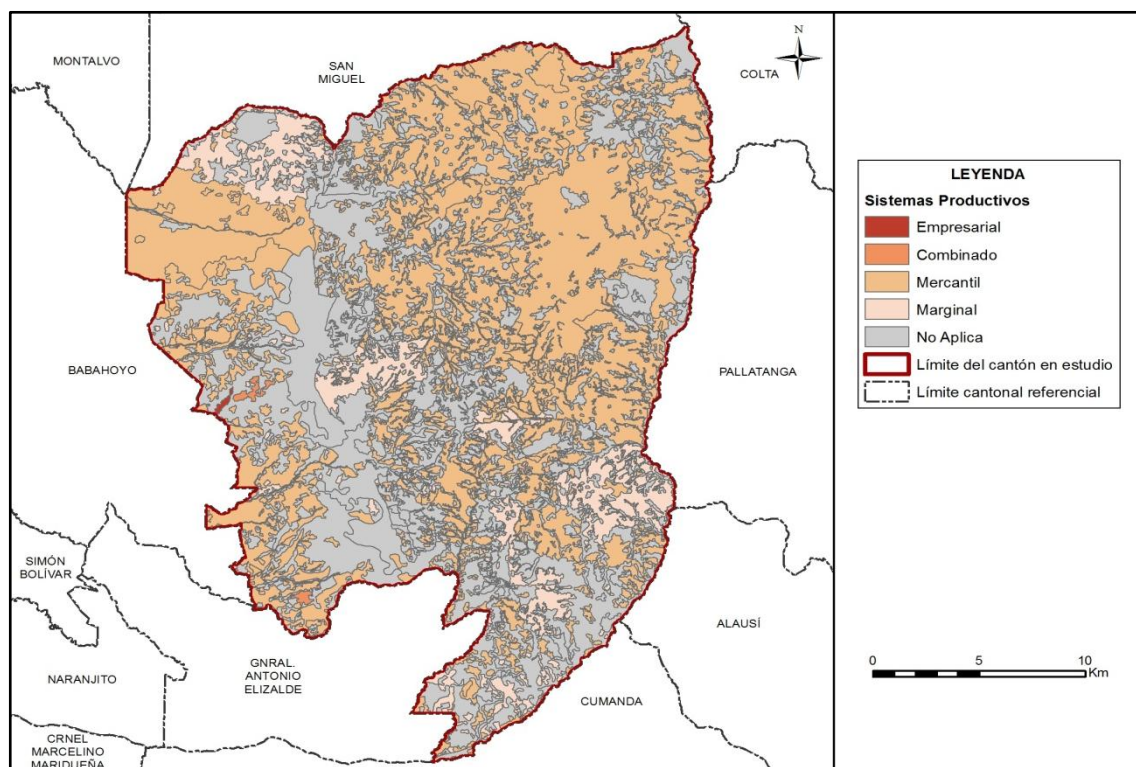 MONTALVO
SAN
MIGUEL
N
COLTA
BABAHOYO
PALLATANGA
SIMÓN
BOLÍVAR
NARANJITO
GNRAL.
ANTONIO
ELIZALDE
ALAUSÍ
CUMANDA
CRNEL
MARCELINO
MARIDUEÑA
LEYENDA
Sistemas Productivos
Empresarial
Combinado
Mercantil
Marginal
No Aplica
Límite del cantón en estudio
Límite cantonal referencial
0 5 10
Km